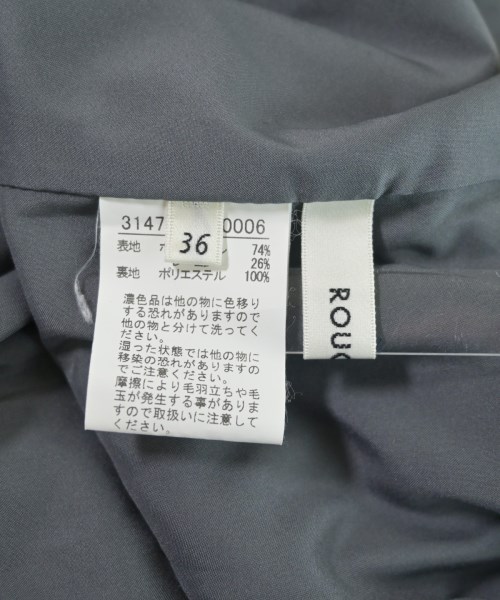 3147 0006
36
表地 ポ ン 74%
26%
裏地 ポリエステル 100%
濃色品は他の物に色移り
する恐れがありますので
他の物と分けて洗ってく
ださい。
湿った状態では他の物に
移染の恐れがあります
のでご注意ください。
摩擦により毛羽立ちや毛
玉が発生する事がありま
すので取扱いに注意して
ください。
ROU